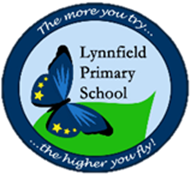 The more you try...
Lynnfield
Primary
School
...the higher you fly!